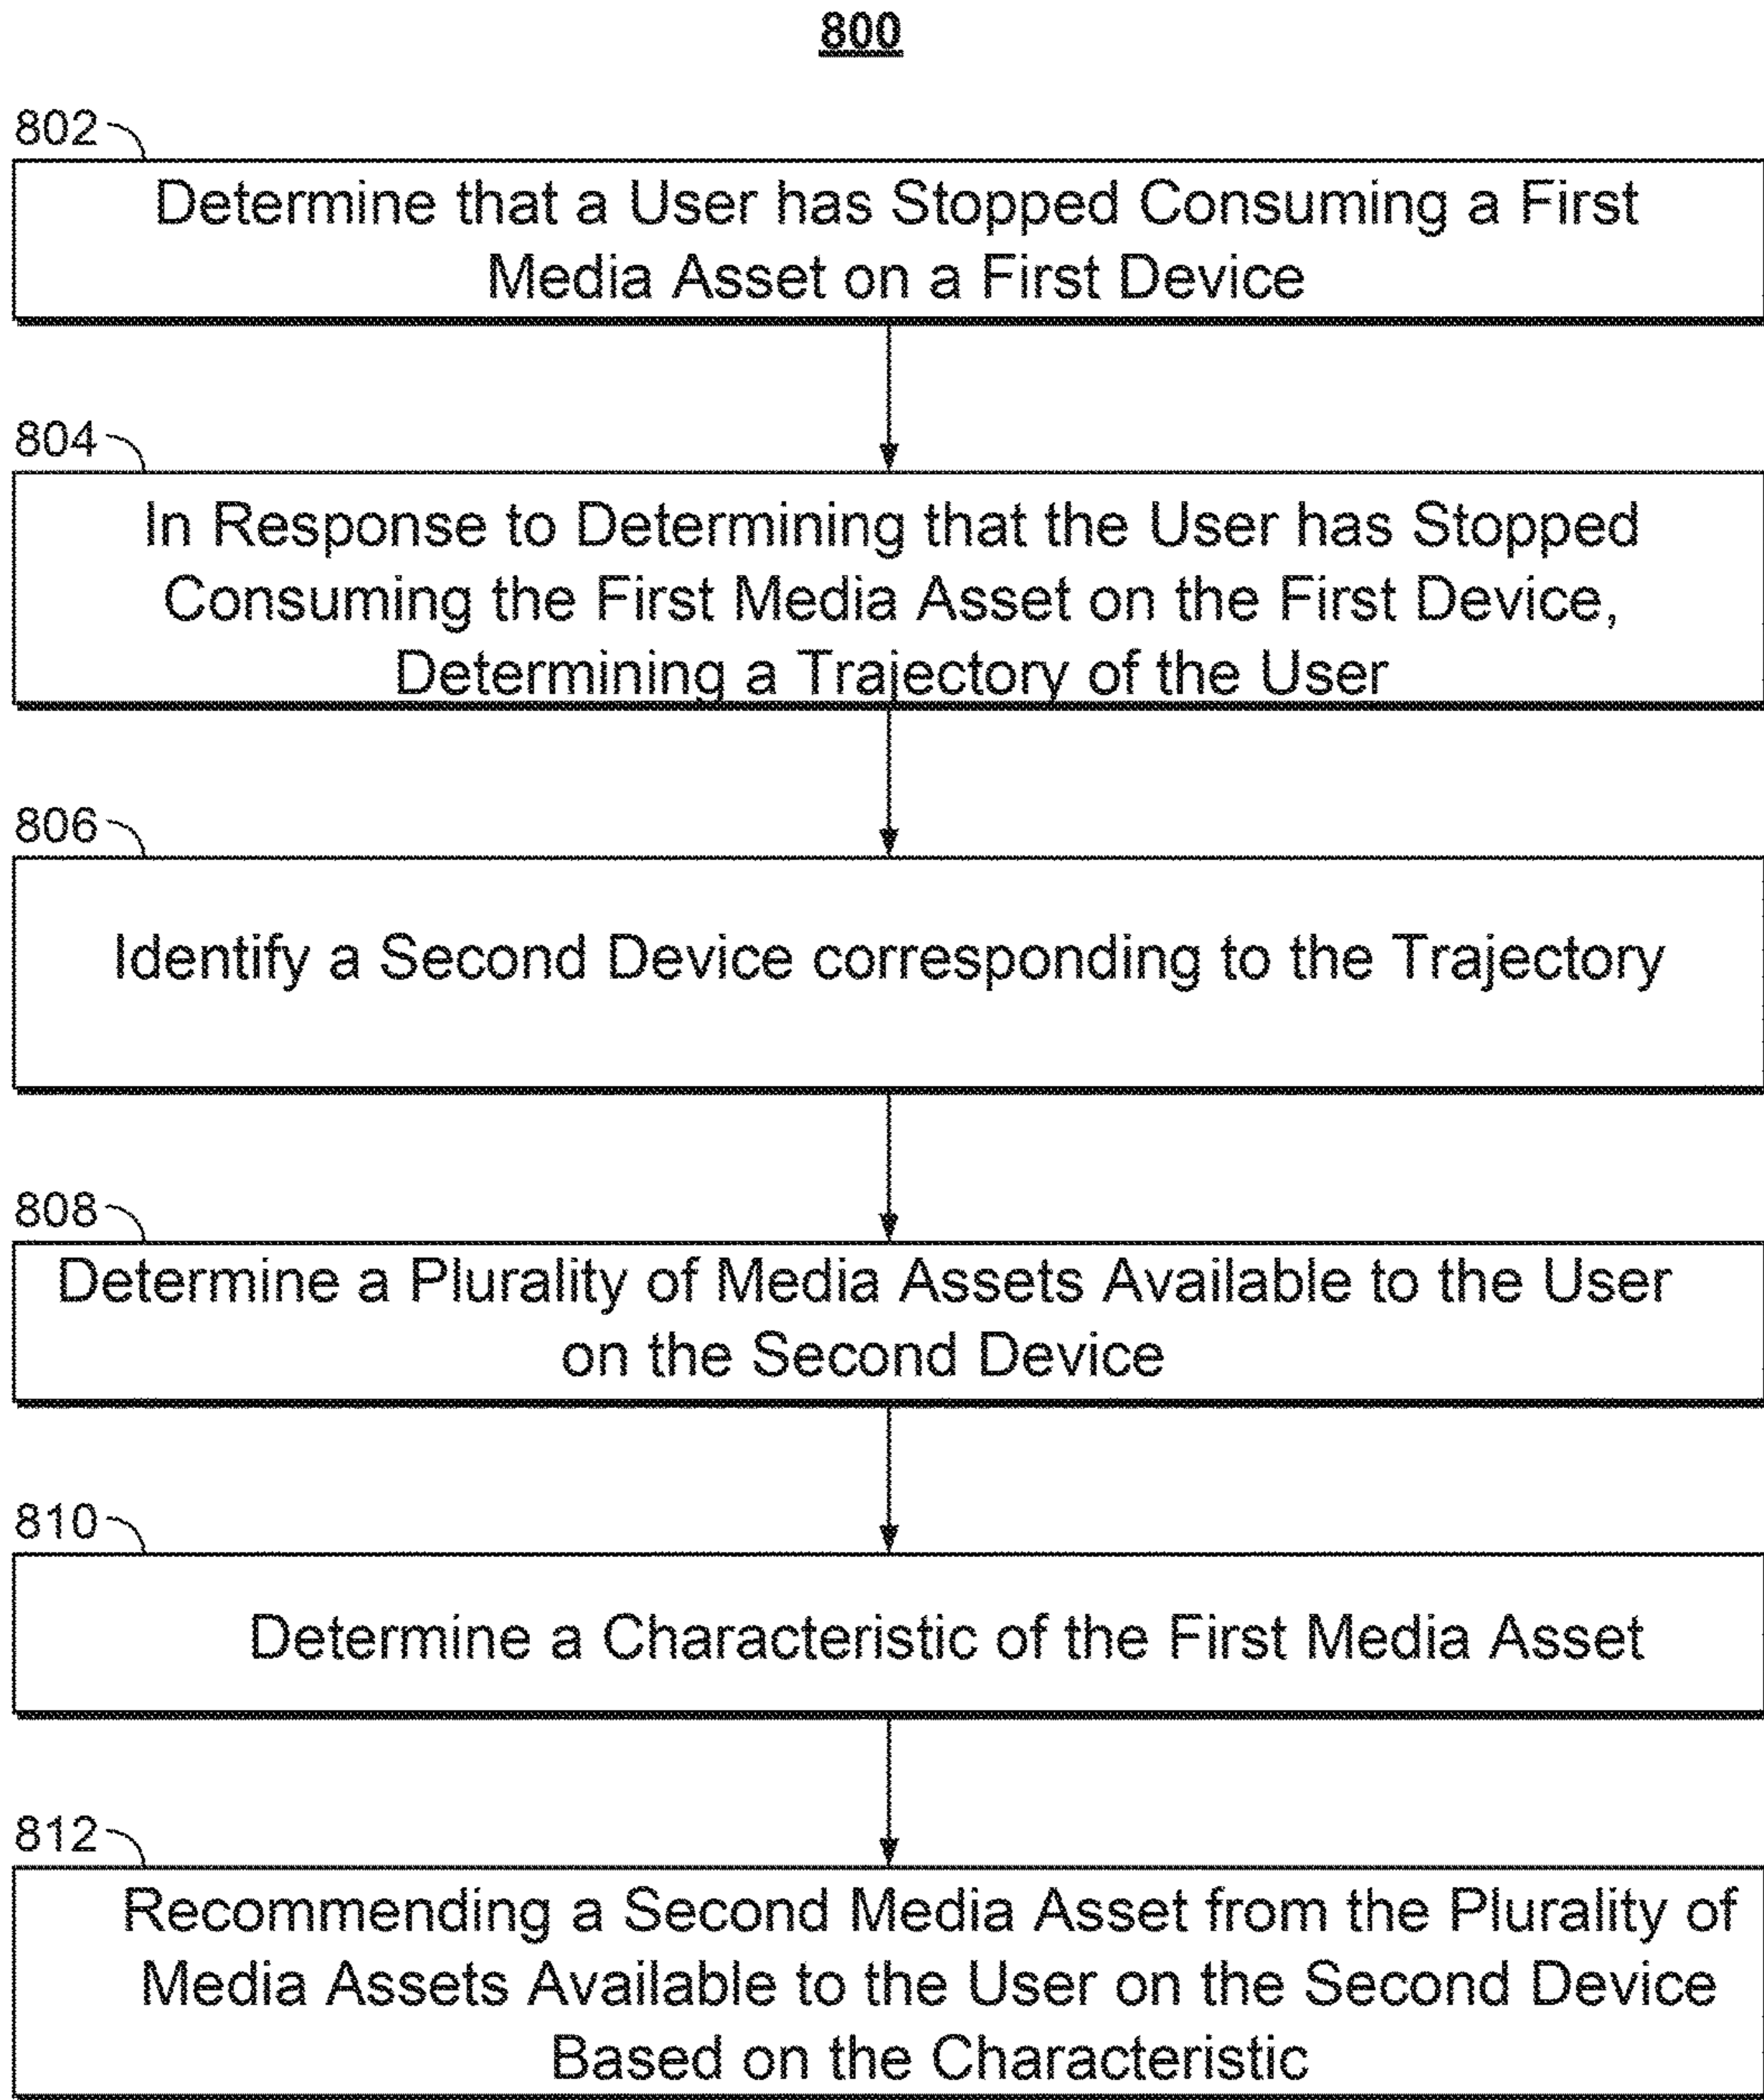 800
802
Determine that a User has Stopped Consuming a First
Media Asset on a First Device
804
In Response to Determining that the User has Stopped
Consuming the First Media Asset on the First Device,
Determining a Trajectory of the User
806
Identify a Second Device corresponding to the Trajectory
808
Determine a Plurality of Media Assets Available to the User
on the Second Device
810
Determine a Characteristic of the First Media Asset
812
Recommending a Second Media Asset from the Plurality of
Media Assets Available to the User on the Second Device
Based on the Characteristic